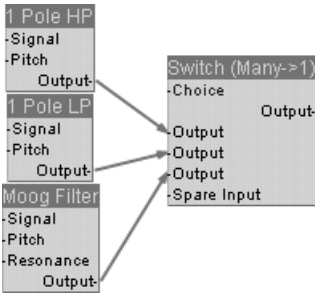 1 Pole HP
-Signal
-Pitch
Output-
1 Pole LP
-Signal
-Pitch
Output-
Moog Filter
-Signal
-Pitch
-Resonance
Output-
Switch (Many->1)
-Choice
Output-
-Output
-Output
-Output
-Spare Input